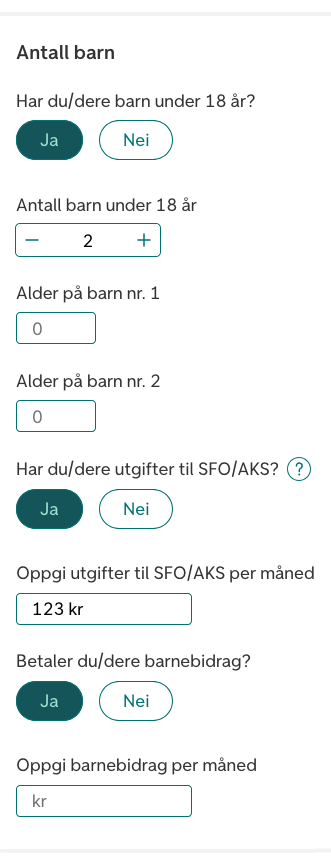 Antall barn
Har du/dere barn under 18 år?
Ja Nei
Antall barn under 18 år
− 2 +
Alder på barn nr. 1
0
Alder på barn nr. 2
0
Har du/dere utgifter til SFO/AKS? ?
Ja Nei
Oppgi utgifter til SFO/AKS per måned
123 kr
Betaler du/dere barnebidrag?
Ja Nei
Oppgi barnebidrag per måned
kr